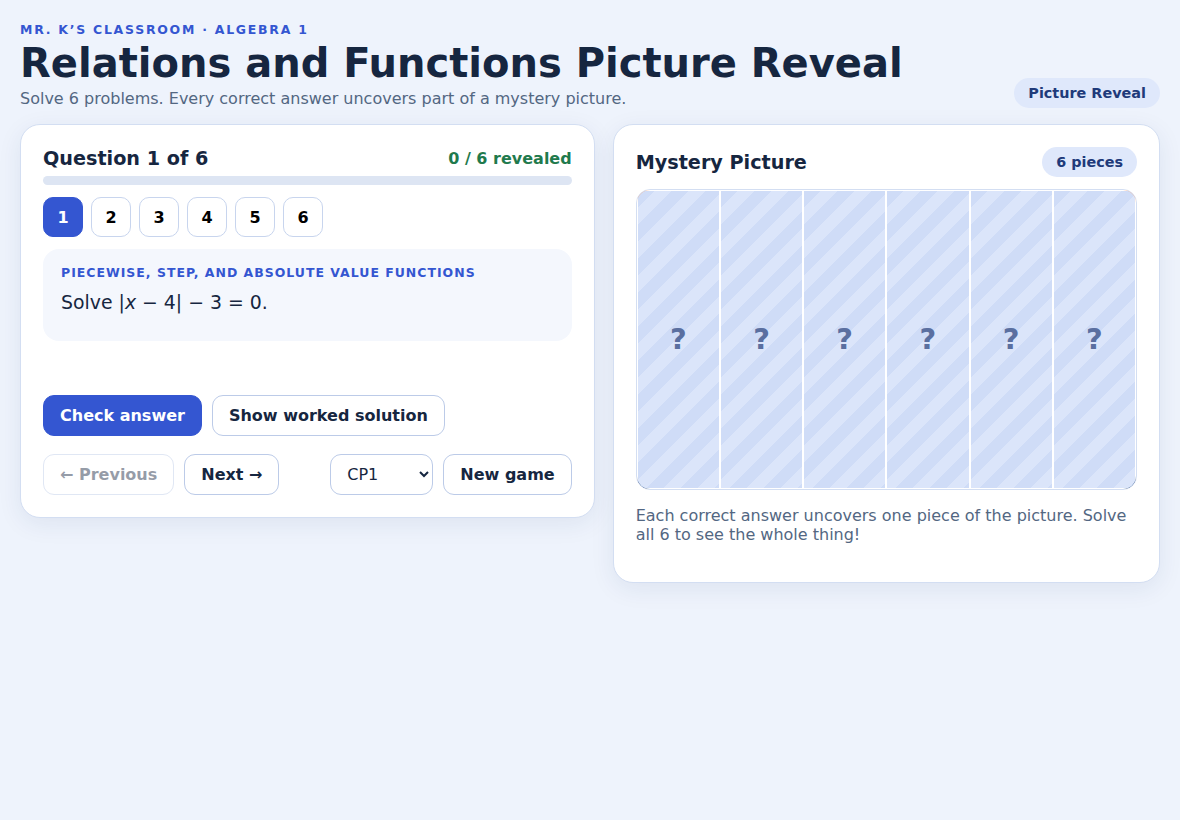 MR. K’S CLASSROOM · ALGEBRA 1
Relations and Functions Picture Reveal
Solve 6 problems. Every correct answer uncovers part of a mystery picture.
Picture Reveal
Question 1 of 6
0 / 6 revealed
1 2 3 4 5 6
PIECEWISE, STEP, AND ABSOLUTE VALUE FUNCTIONS
Solve |x − 4| − 3 = 0.
Check answer
Show worked solution
← Previous
Next →
CP1
New game
Mystery Picture
6 pieces
? ? ? ? ? ?
Each correct answer uncovers one piece of the picture. Solve
all 6 to see the whole thing!